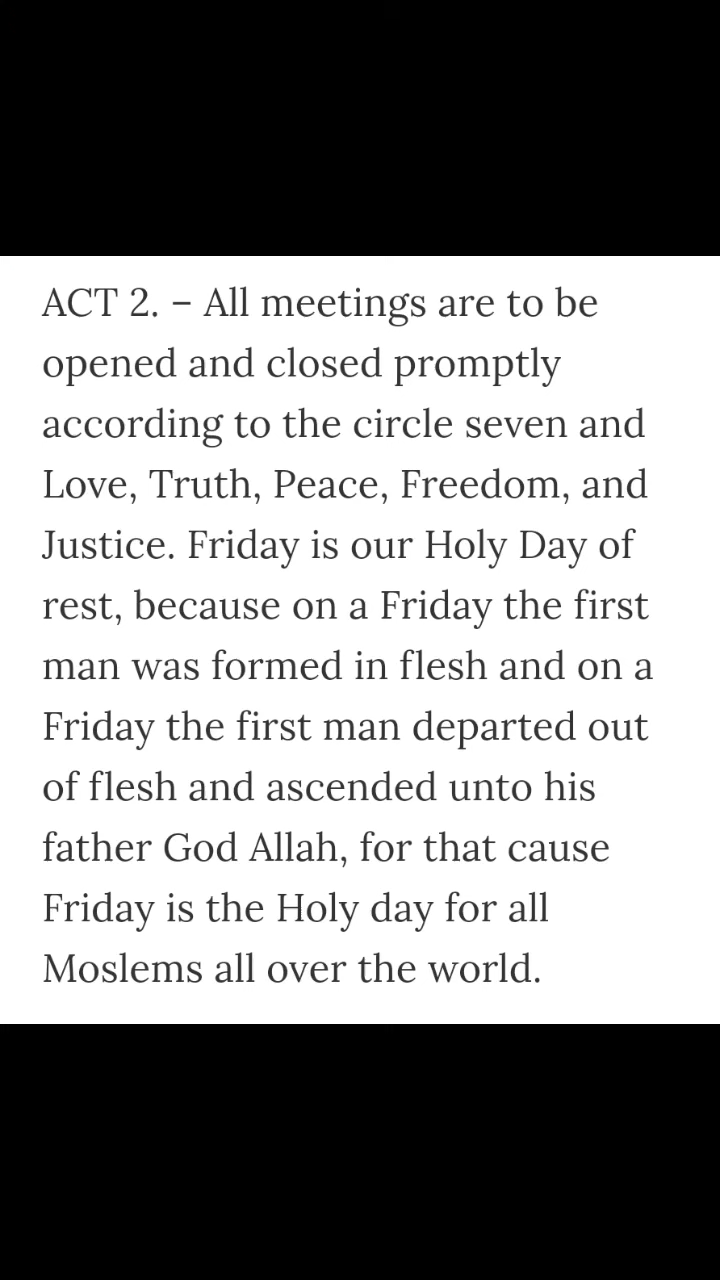 ACT 2. – All meetings are to be
opened and closed promptly
according to the circle seven and
Love, Truth, Peace, Freedom, and
Justice. Friday is our Holy Day of
rest, because on a Friday the first
man was formed in flesh and on a
Friday the first man departed out
of flesh and ascended unto his
father God Allah, for that cause
Friday is the Holy day for all
Moslems all over the world.